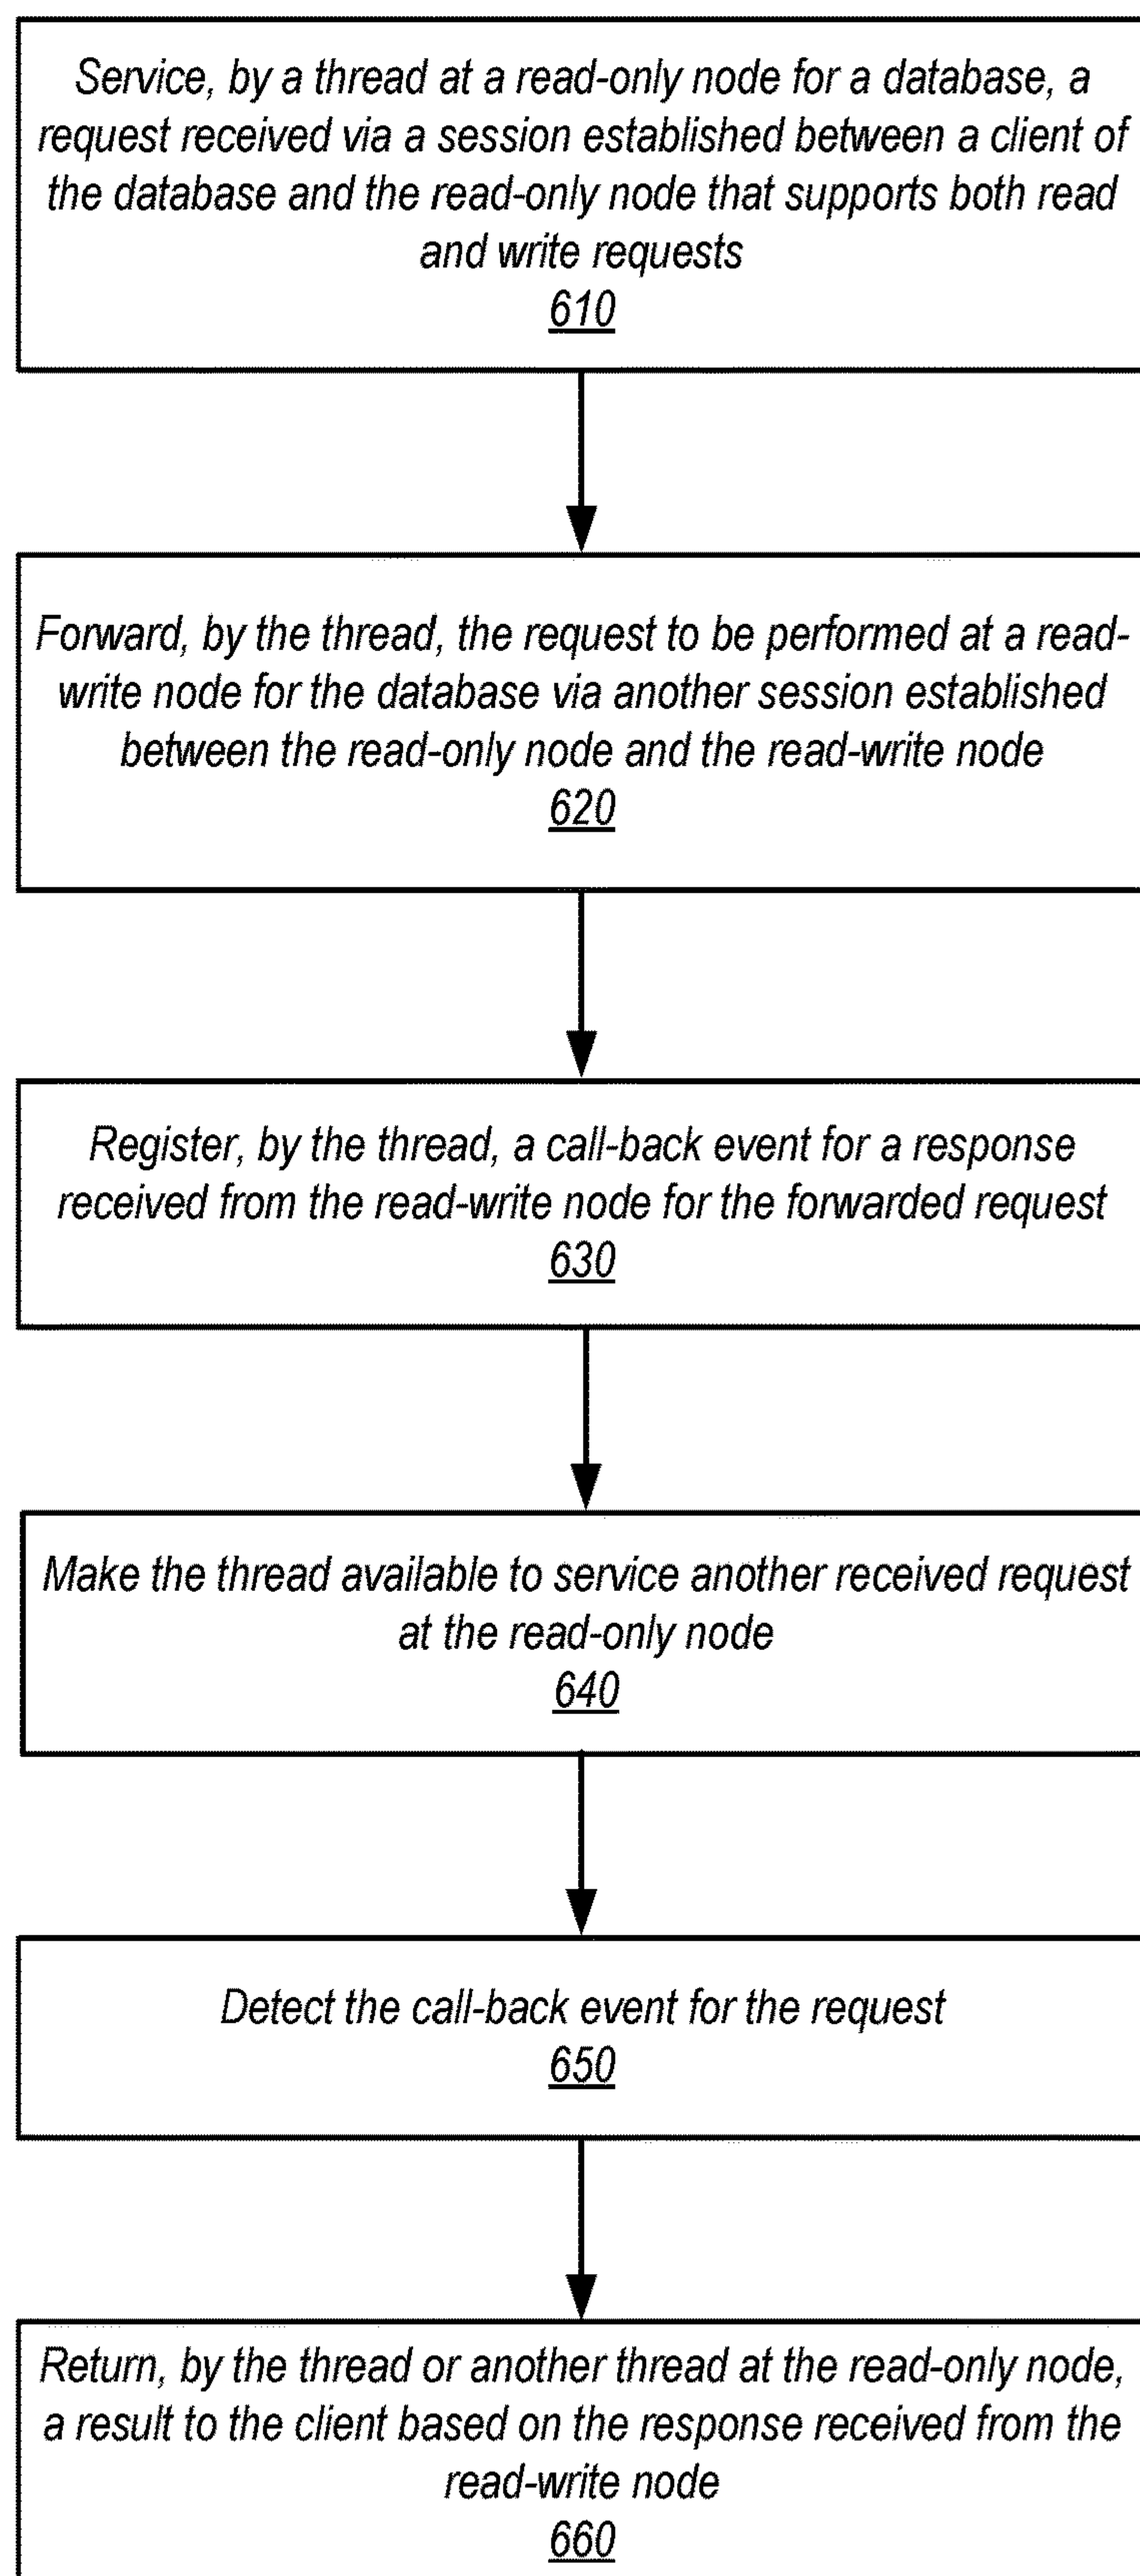 Service, by a thread at a read-only node for a database, a
request received via a session established between a client of
the database and the read-only node that supports both read
and write requests
610
Forward, by the thread, the request to be performed at a read-
write node for the database via another session established
between the read-only node and the read-write node
620
Register, by the thread, a call-back event for a response
received from the read-write node for the forwarded request
630
Make the thread available to service another received request
at the read-only node
640
Detect the call-back event for the request
650
Return, by the thread or another thread at the read-only node,
a result to the client based on the response received from the
read-write node
660